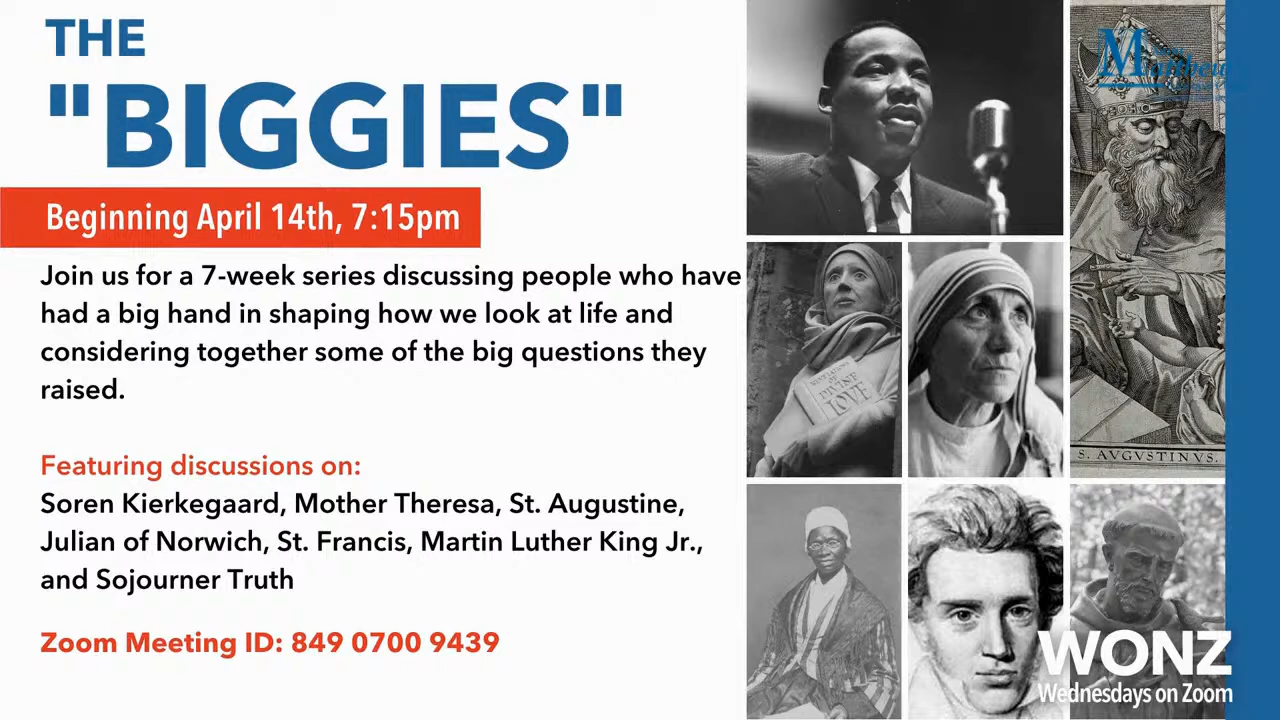 THE
"BIGGIES"
Beginning April 14th, 7:15pm
Join us for a 7-week series discussing people who have
had a big hand in shaping how we look at life and
considering together some of the big questions they
raised.
Featuring discussions on:
Soren Kierkegaard, Mother Theresa, St. Augustine,
Julian of Norwich, St. Francis, Martin Luther King Jr.,
and Sojourner Truth
Zoom Meeting ID: 849 0700 9439
REVELATIONS
OF
DIVINE
LOVE
S. AVGVSTINVS.
WONZ
Wednesdays on Zoom